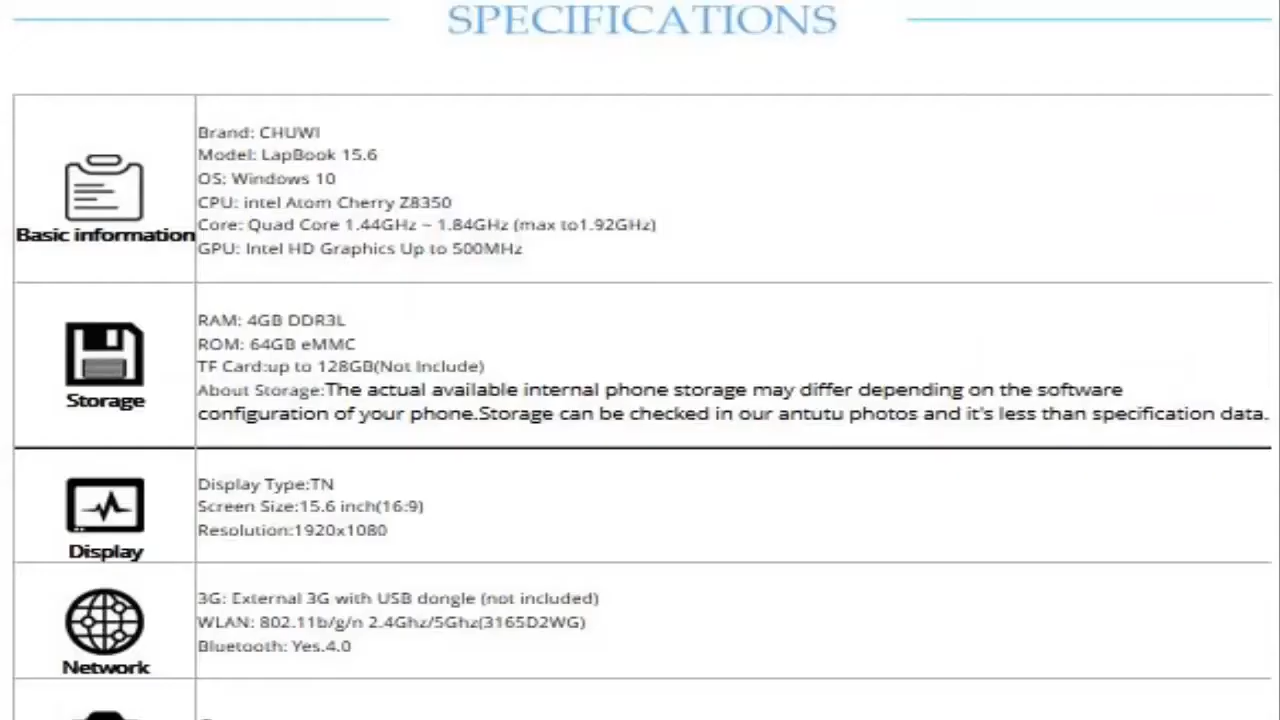 SPECIFICATIONS
Basic information
Brand: CHUWI
Model: LapBook 15.6
OS: Windows 10
CPU: intel Atom Cherry Z8350
Core: Quad Core 1.44GHz ~ 1.84GHz (max to1.92GHz)
GPU: Intel HD Graphics Up to 500MHz
Storage
RAM: 4GB DDR3L
ROM: 64GB eMMC
TF Card:up to 128GB(Not Include)
About Storage:The actual available internal phone storage may differ depending on the software
configuration of your phone.Storage can be checked in our antutu photos and it's less than specification data.
Display
Display Type:TN
Screen Size:15.6 inch(16:9)
Resolution:1920x1080
Network
3G: External 3G with USB dongle (not included)
WLAN: 802.11b/g/n 2.4Ghz/5Ghz(3165D2WG)
Bluetooth: Yes.4.0